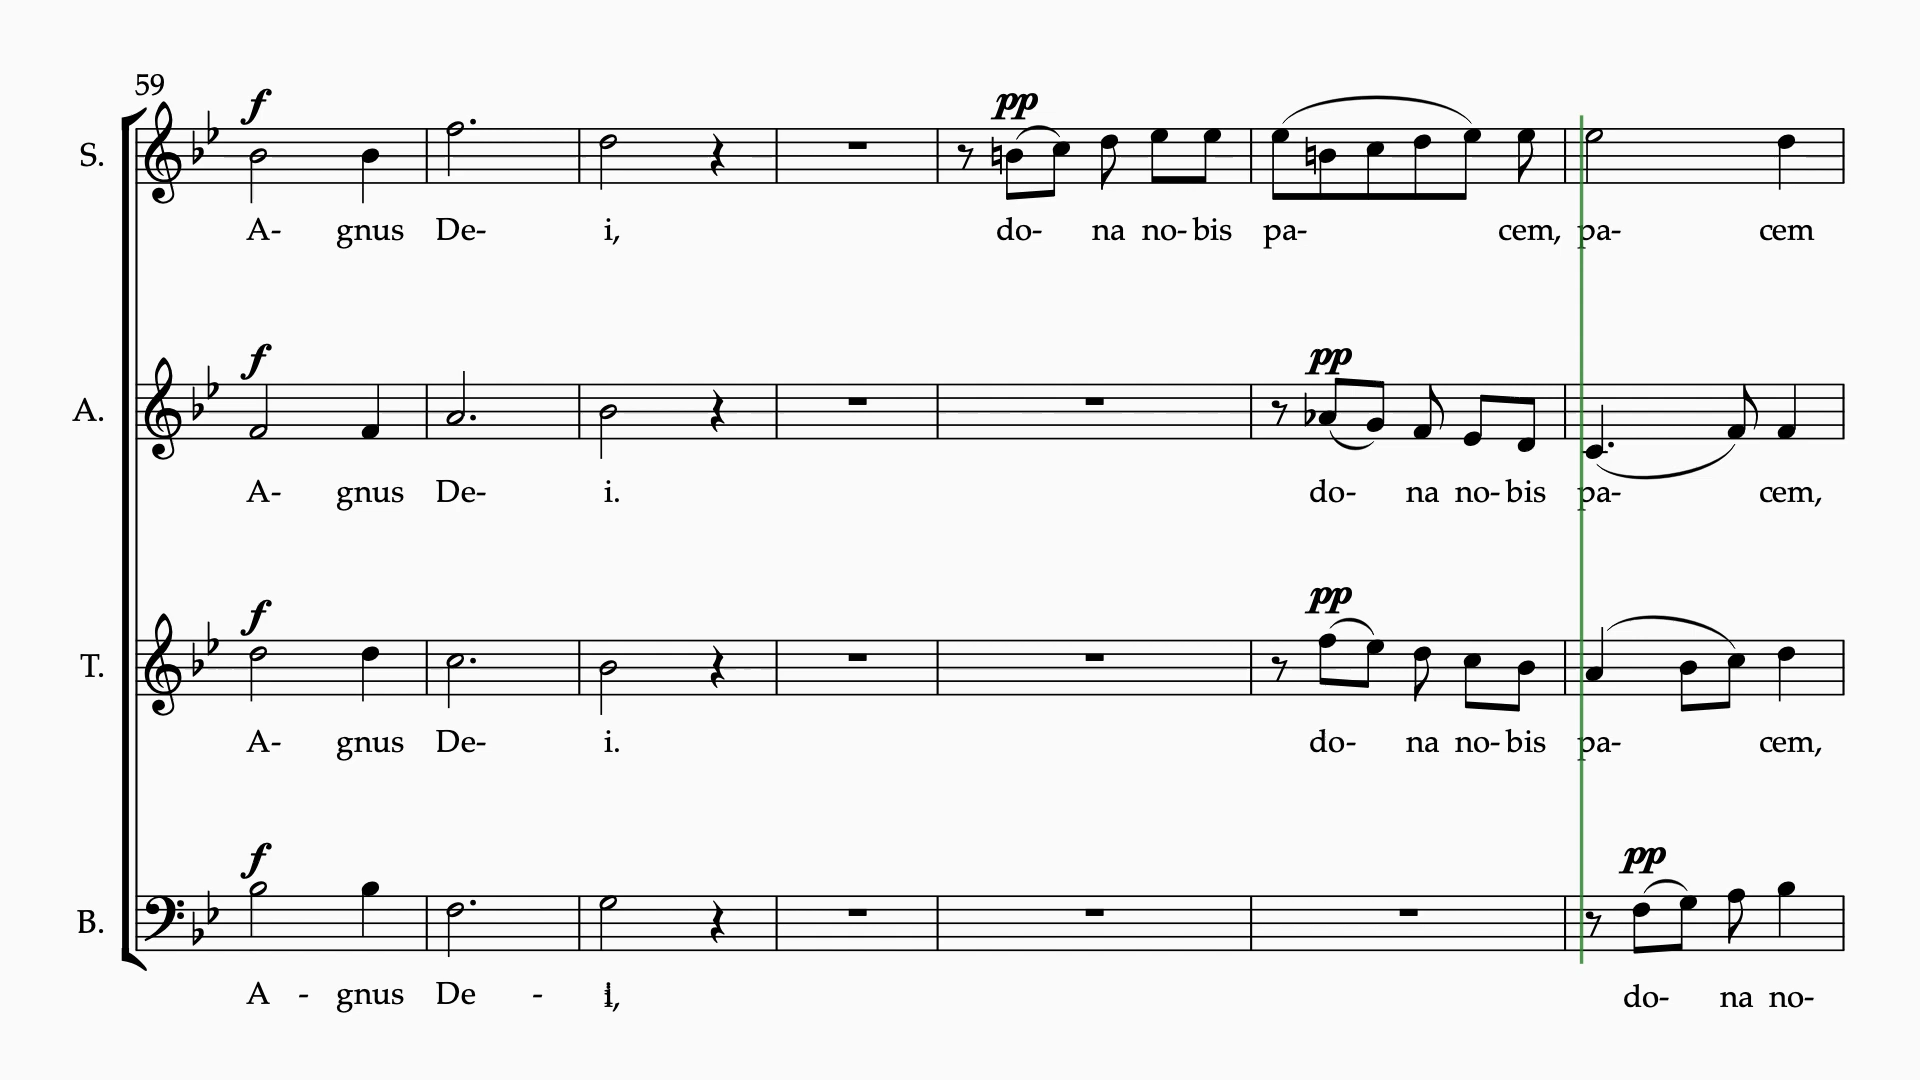 59
f pp
S.
A- gnus De- i, do- na no- bis pa- cem, pa- cem
f pp
A.
A- gnus De- i. do- na no- bis pa- cem,
f pp
T.
A- gnus De- i. do- na no- bis pa- cem,
f pp
B.
A - gnus De - i, do- na no-